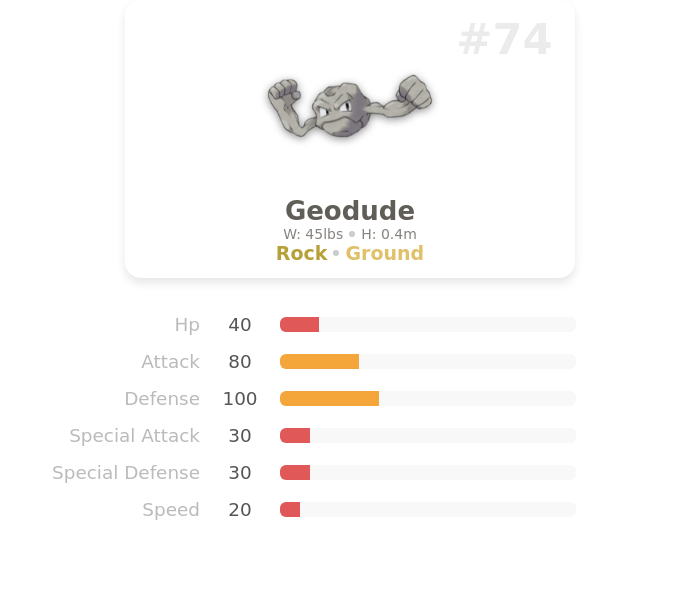 #74
Geodude
W: 45lbs • H: 0.4m
Rock • Ground
Hp 40
Attack 80
Defense 100
Special Attack 30
Special Defense 30
Speed 20